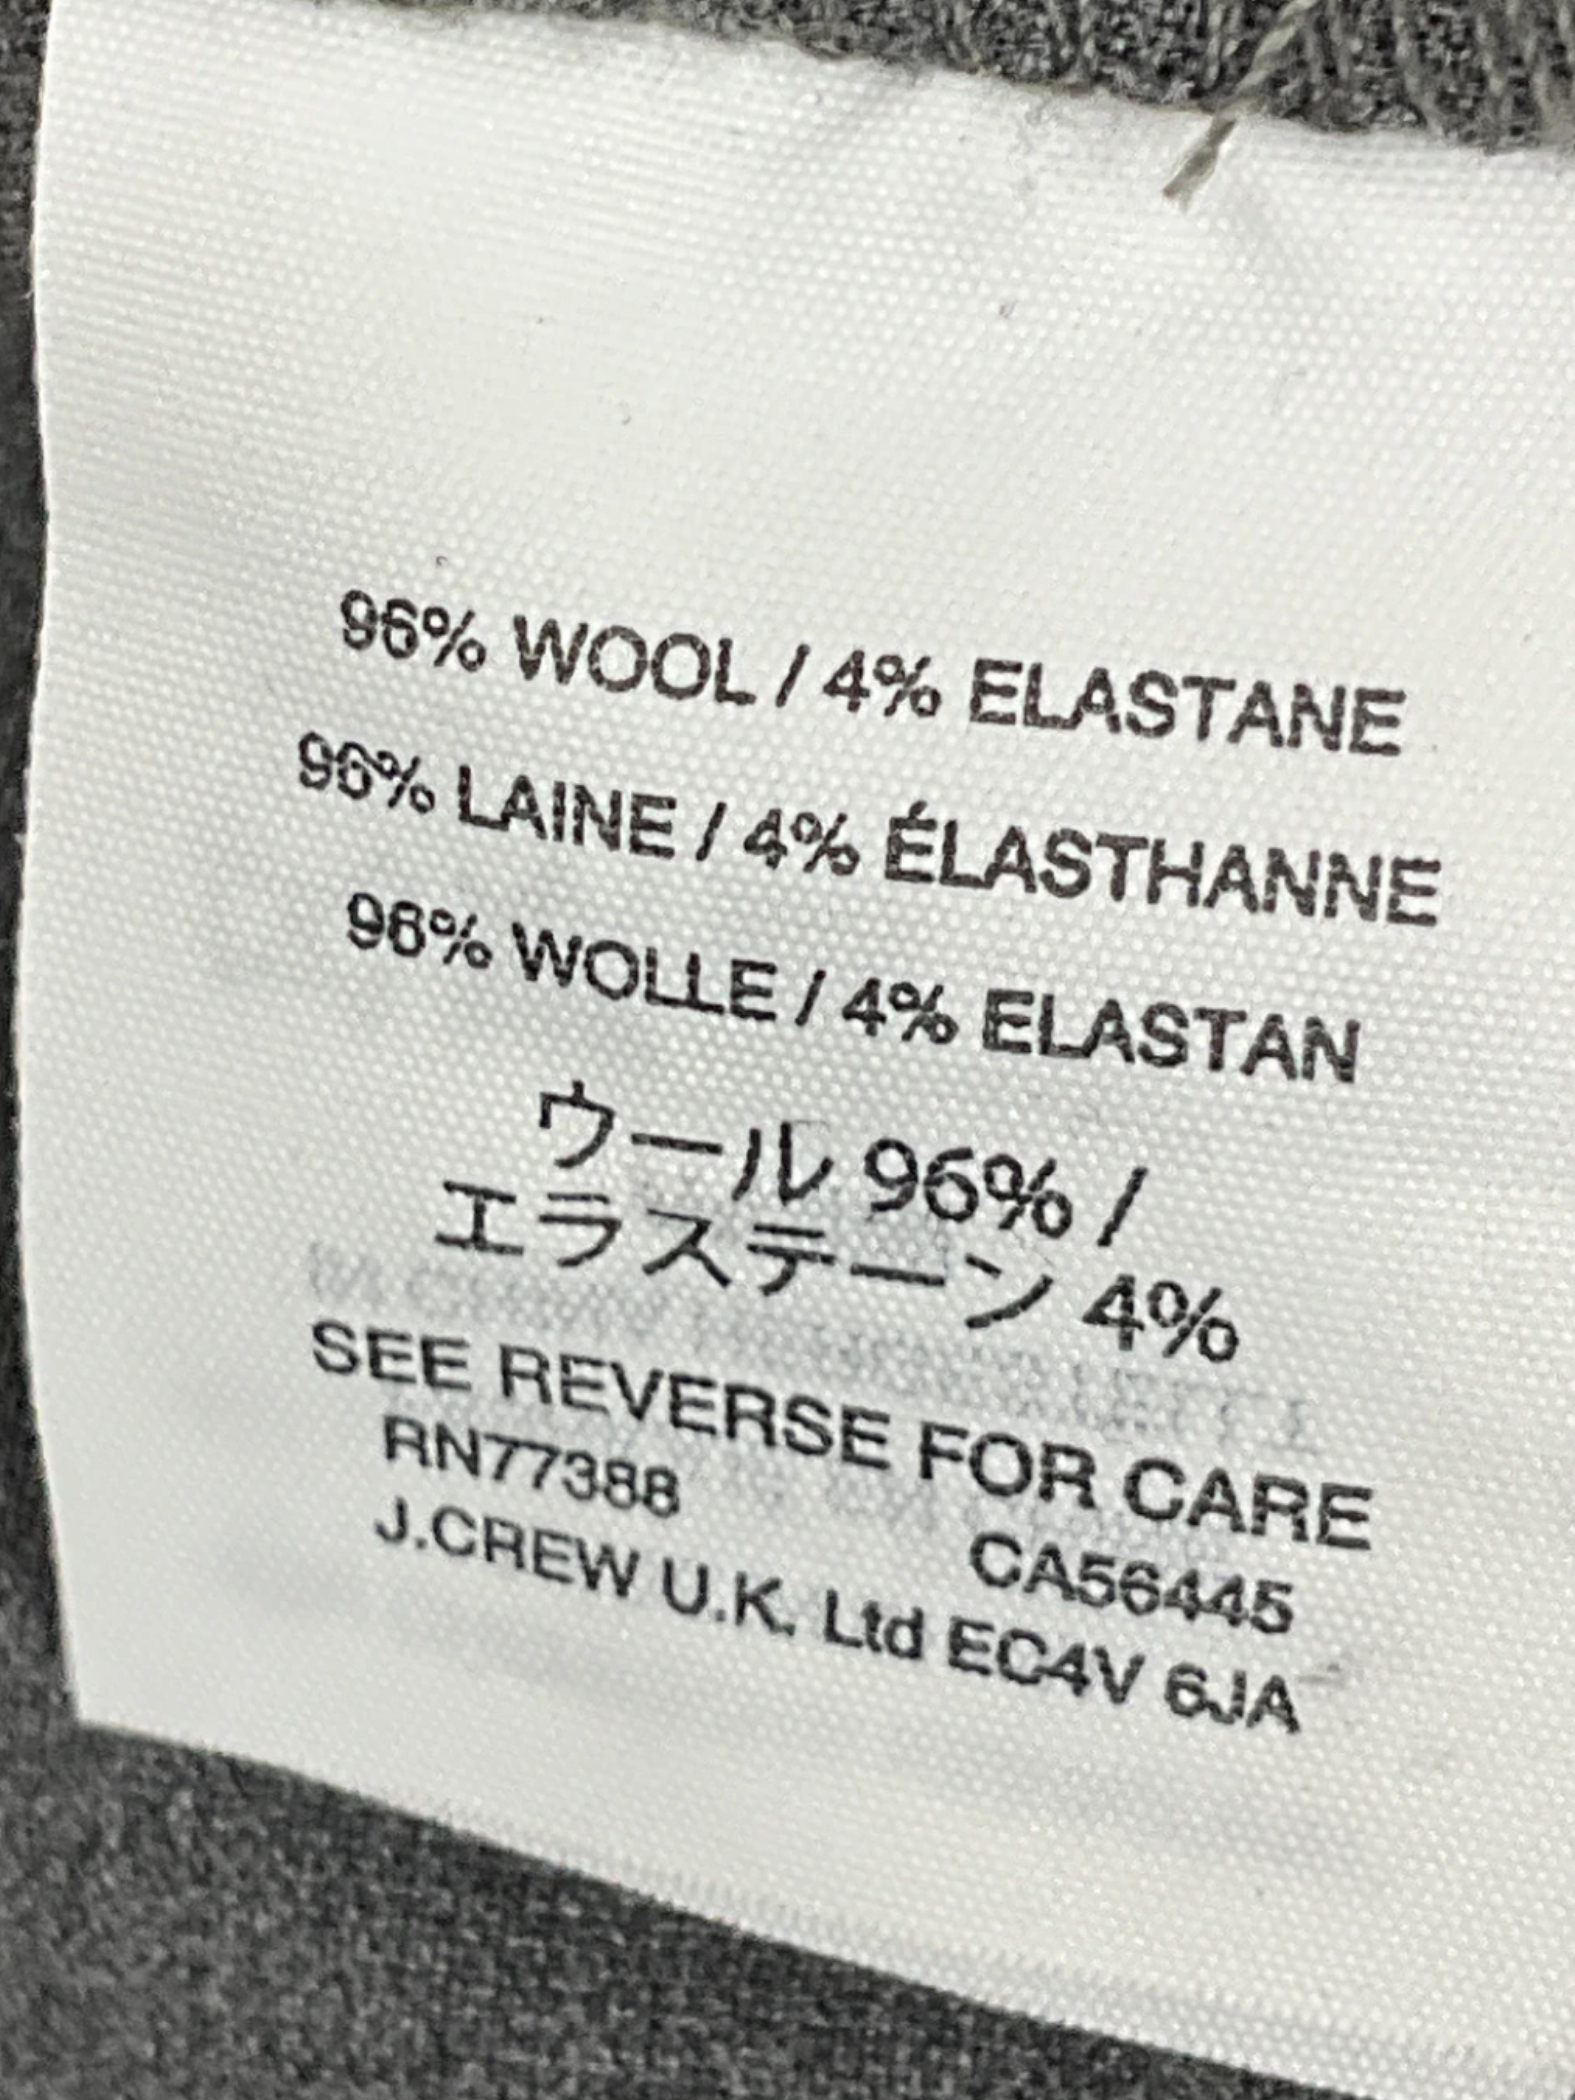 96% WOOL / 4% ELASTANE
96% LAINE / 4% ÉLASTHANNE
96% WOLLE / 4% ELASTAN
ウール 96% /
エラステーン 4%
SEE REVERSE FOR CARE
RN77388 CA56445
J.CREW U.K. Ltd EC4V 6JA